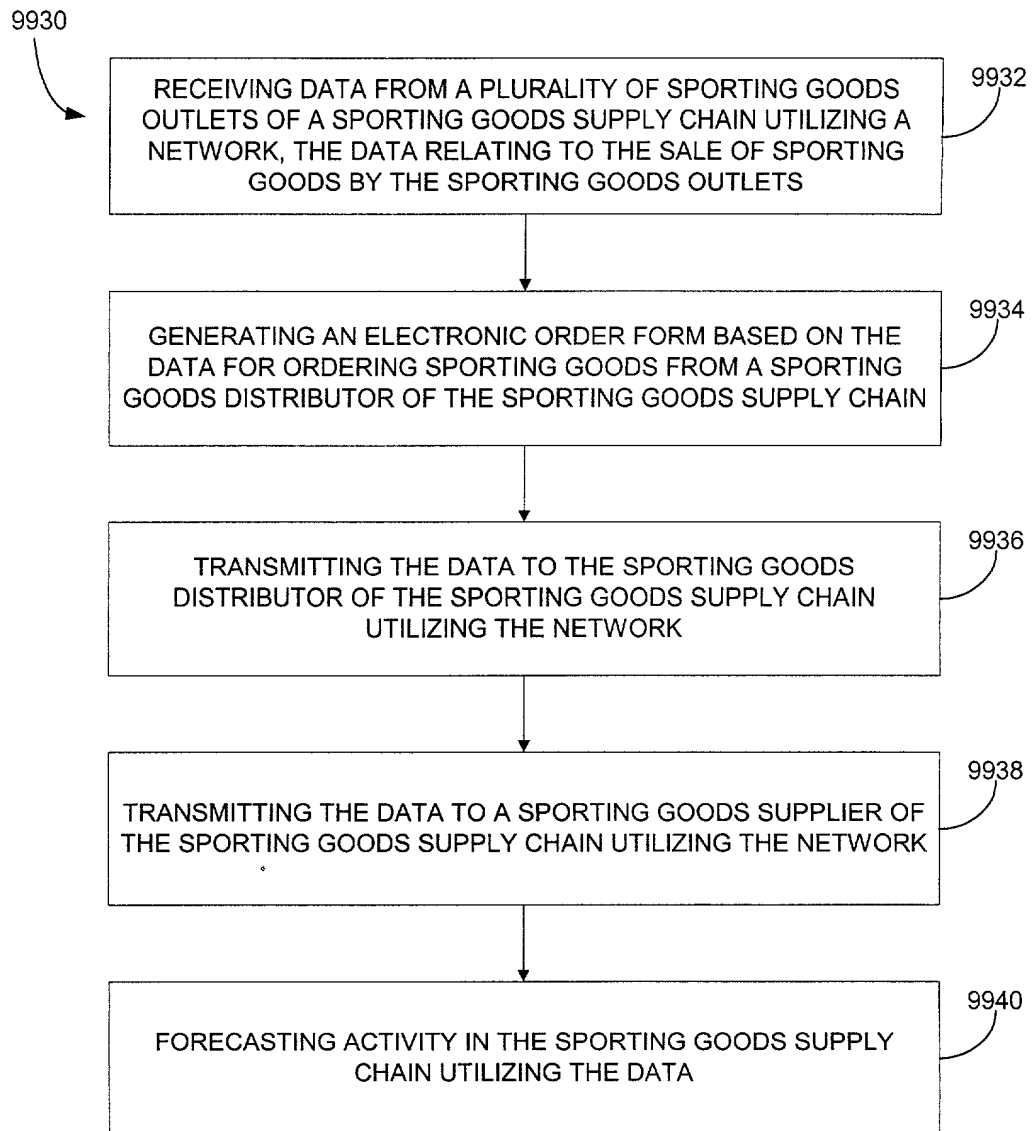 9930
RECEIVING DATA FROM A PLURALITY OF SPORTING GOODS
OUTLETS OF A SPORTING GOODS SUPPLY CHAIN UTILIZING A
NETWORK, THE DATA RELATING TO THE SALE OF SPORTING
GOODS BY THE SPORTING GOODS OUTLETS
9932
GENERATING AN ELECTRONIC ORDER FORM BASED ON THE
DATA FOR ORDERING SPORTING GOODS FROM A SPORTING
GOODS DISTRIBUTOR OF THE SPORTING GOODS SUPPLY CHAIN
9934
TRANSMITTING THE DATA TO THE SPORTING GOODS
DISTRIBUTOR OF THE SPORTING GOODS SUPPLY CHAIN
UTILIZING THE NETWORK
9936
TRANSMITTING THE DATA TO A SPORTING GOODS SUPPLIER OF
THE SPORTING GOODS SUPPLY CHAIN UTILIZING THE NETWORK
9938
FORECASTING ACTIVITY IN THE SPORTING GOODS SUPPLY
CHAIN UTILIZING THE DATA
9940